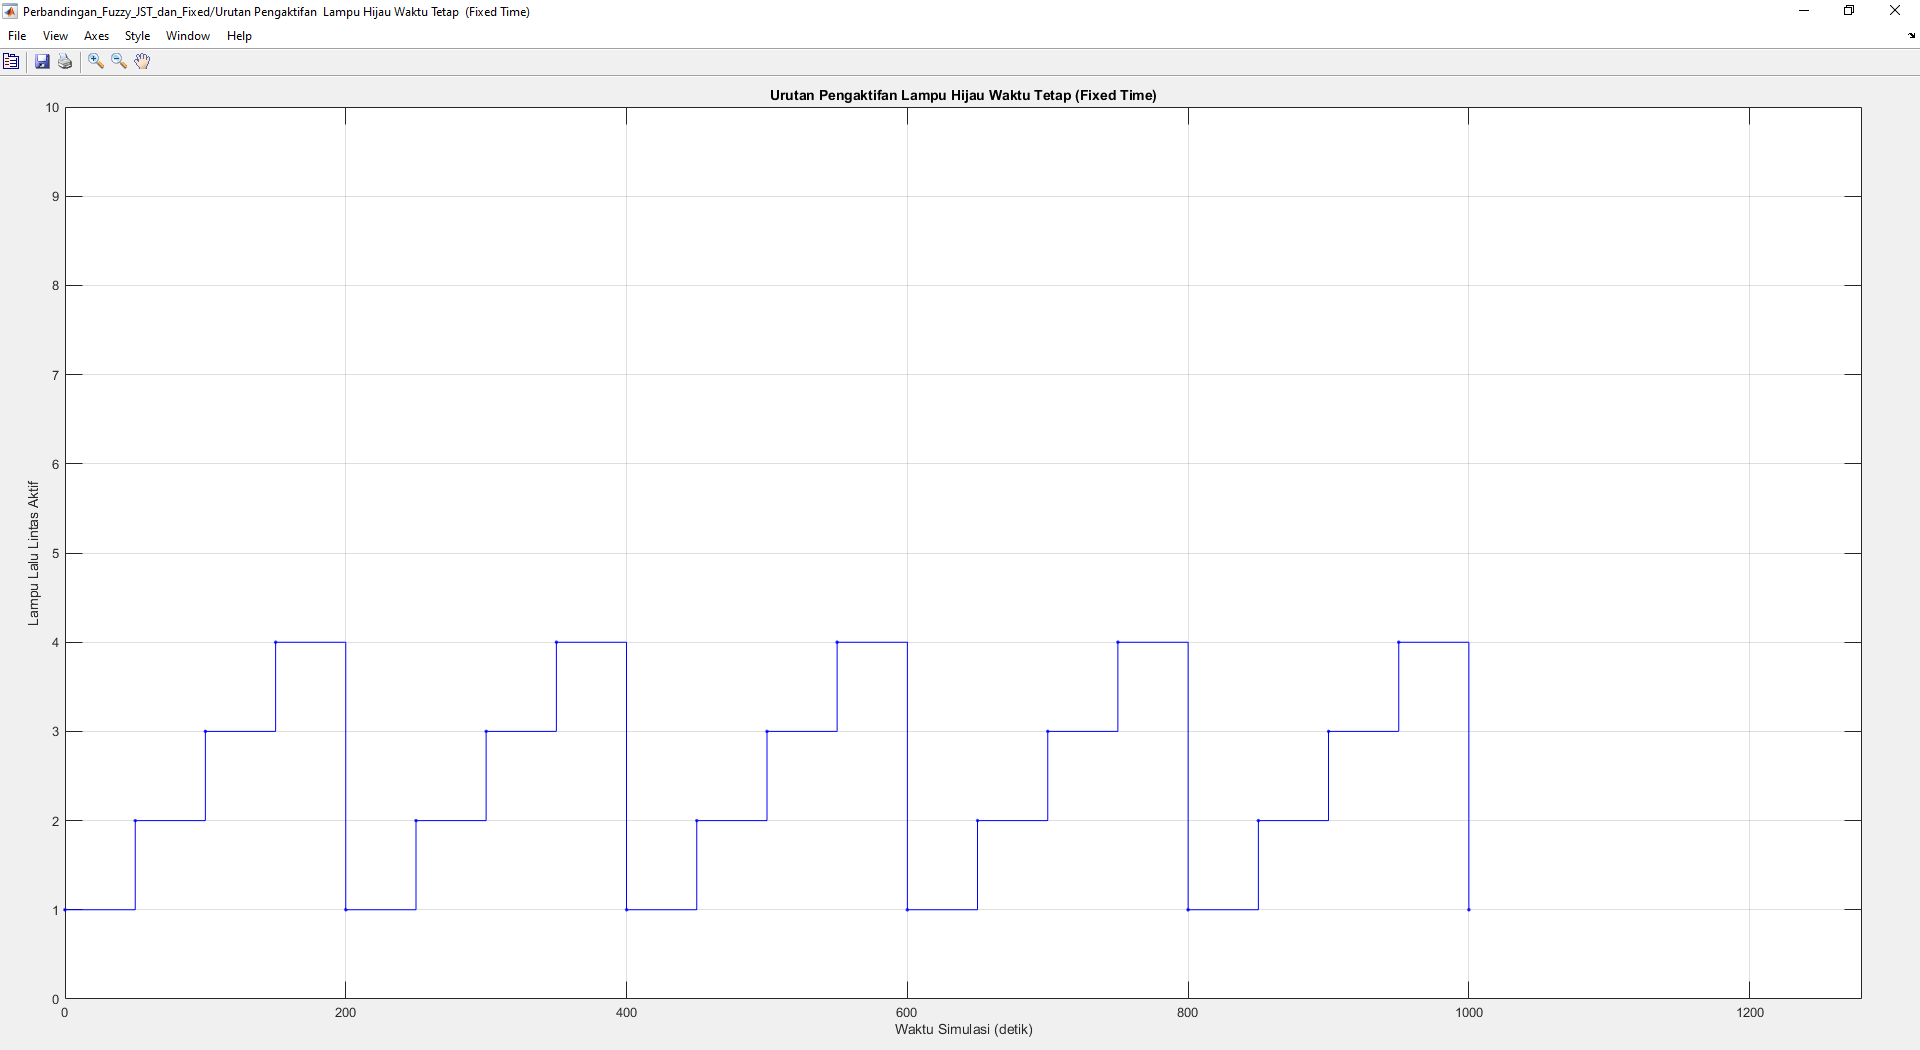 Perbandingan_Fuzzy_JST_dan_Fixed/Urutan Pengaktifan  Lampu Hijau Waktu Tetap  (Fixed Time)
File View Axes Style Window Help
Urutan Pengaktifan Lampu Hijau Waktu Tetap (Fixed Time)
10
9
8
7
6
5
4
3
2
1
0
Lampu Lalu Lintas Aktif
0 200 400 600 800 1000 1200
Waktu Simulasi (detik)